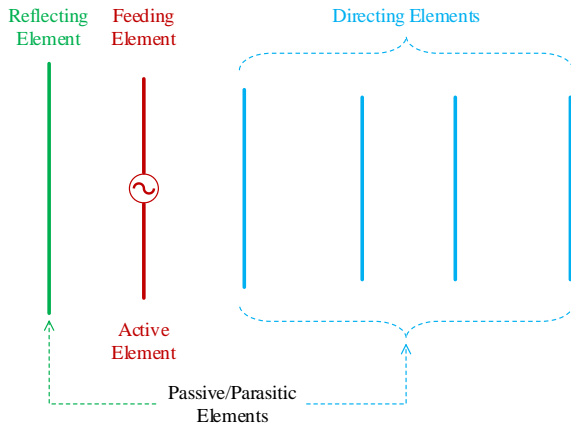 Reflecting
Element
Feeding
Element
Directing Elements
Active
Element
Passive/Parasitic
Elements